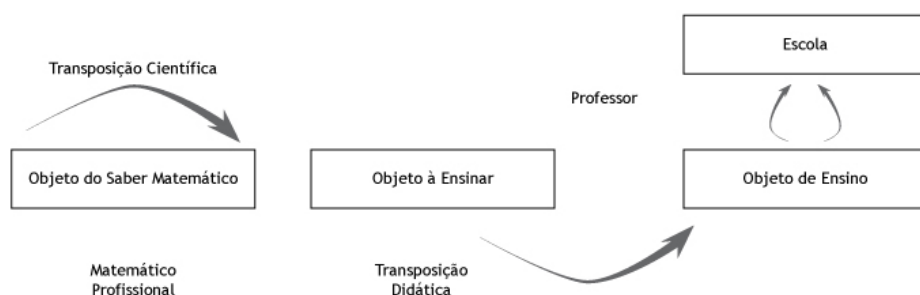 Escola
Transposição Científica
Professor
Objeto do Saber Matemático
Objeto à Ensinar
Objeto de Ensino
Matemático
Profissional
Transposição
Didática